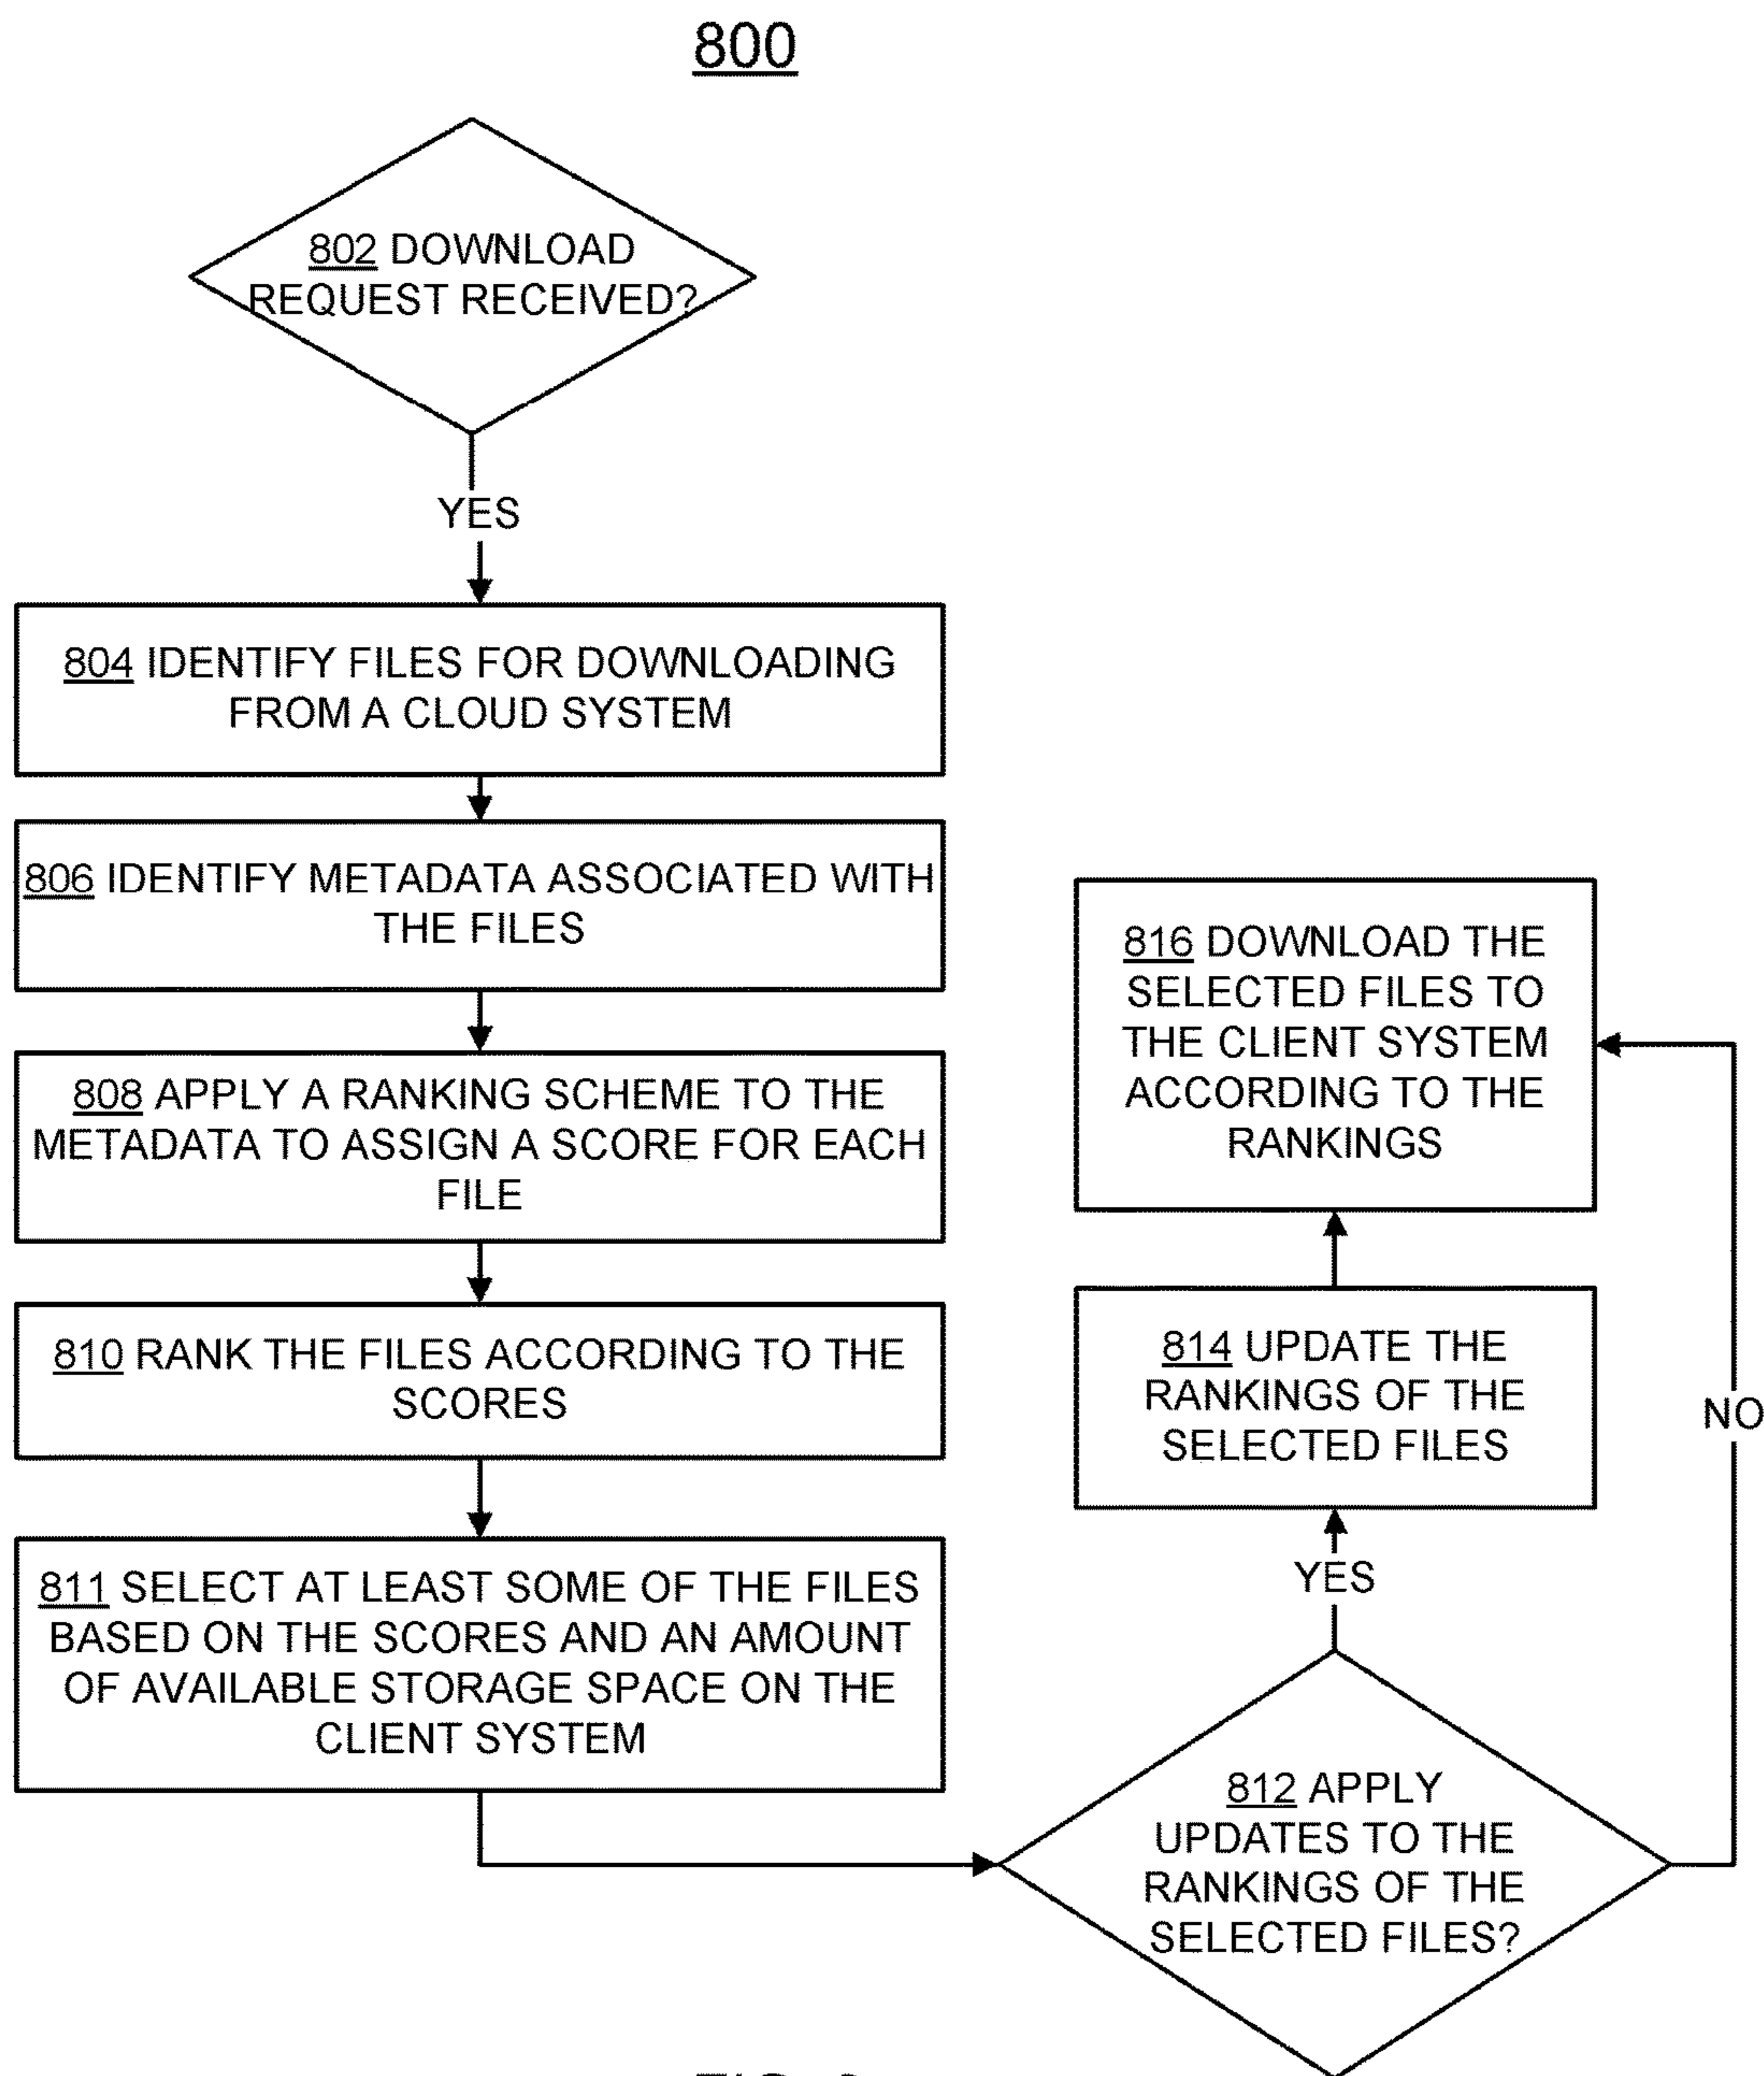 800
802 DOWNLOAD
REQUEST RECEIVED?
YES
804 IDENTIFY FILES FOR DOWNLOADING
FROM A CLOUD SYSTEM
806 IDENTIFY METADATA ASSOCIATED WITH
THE FILES
808 APPLY A RANKING SCHEME TO THE
METADATA TO ASSIGN A SCORE FOR EACH
FILE
810 RANK THE FILES ACCORDING TO THE
SCORES
811 SELECT AT LEAST SOME OF THE FILES
BASED ON THE SCORES AND AN AMOUNT
OF AVAILABLE STORAGE SPACE ON THE
CLIENT SYSTEM
812 APPLY
UPDATES TO THE
RANKINGS OF THE
SELECTED FILES?
YES
NO
814 UPDATE THE
RANKINGS OF THE
SELECTED FILES
816 DOWNLOAD THE
SELECTED FILES TO
THE CLIENT SYSTEM
ACCORDING TO THE
RANKINGS